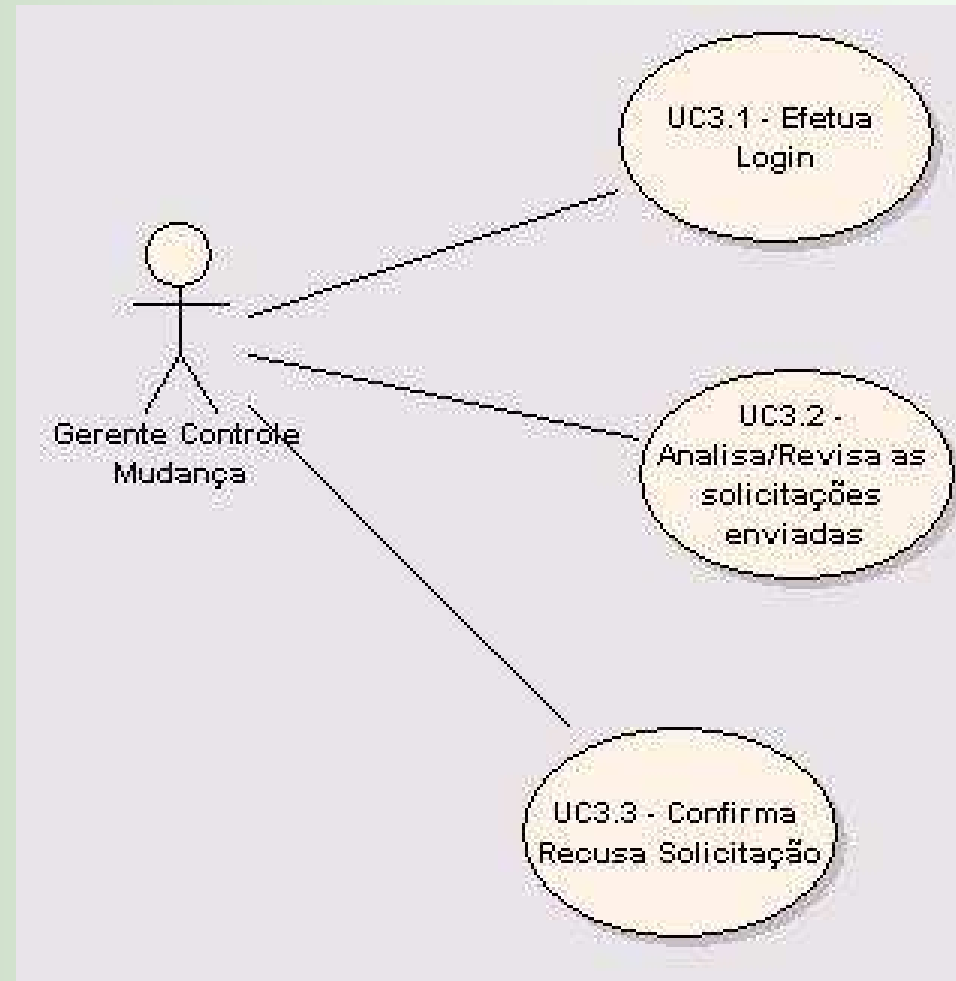 UC3.1 - Efetua
Login
Gerente Controle
Mudança
UC3.2 -
Analisa/Revisa as
solicitações
enviadas
UC3.3 - Confirma
Recusa Solicitação